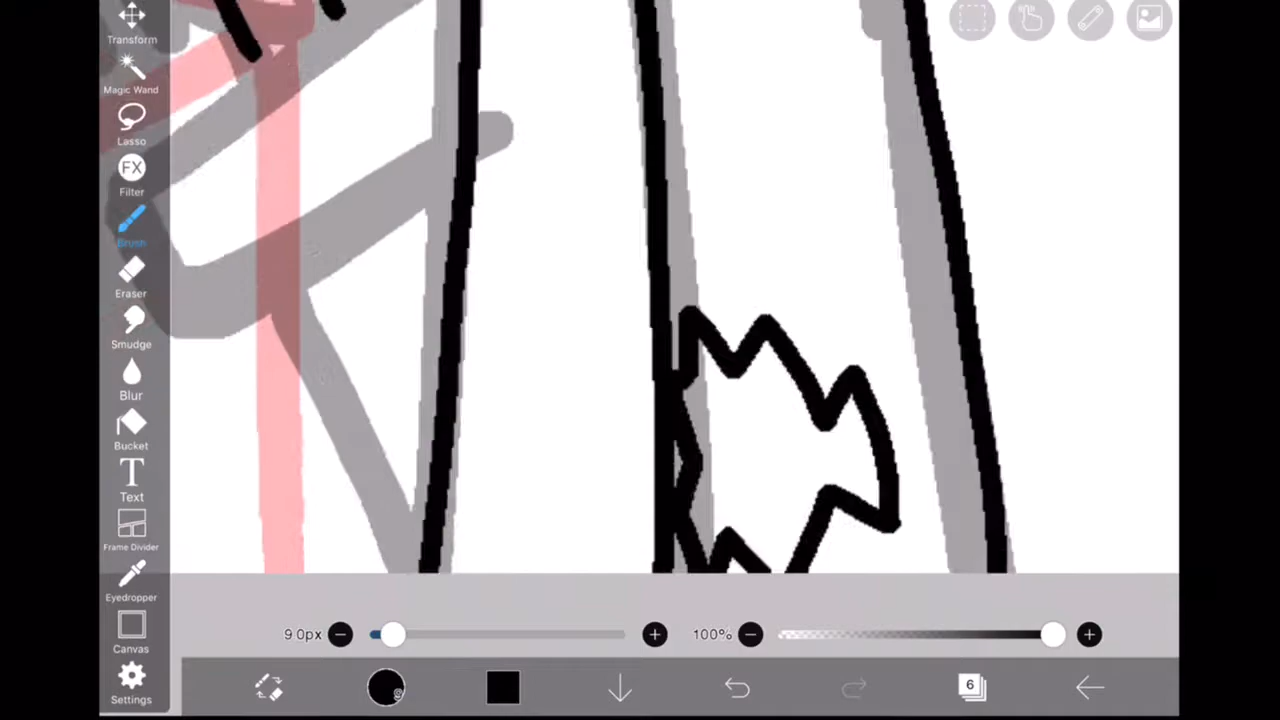 Transform
Magic Wand
Lasso
FX
Filter
Brush
Eraser
Smudge
Blur
Bucket
T
Text
Frame Divider
Eyedropper
Canvas
Settings
9.0px
100%
6